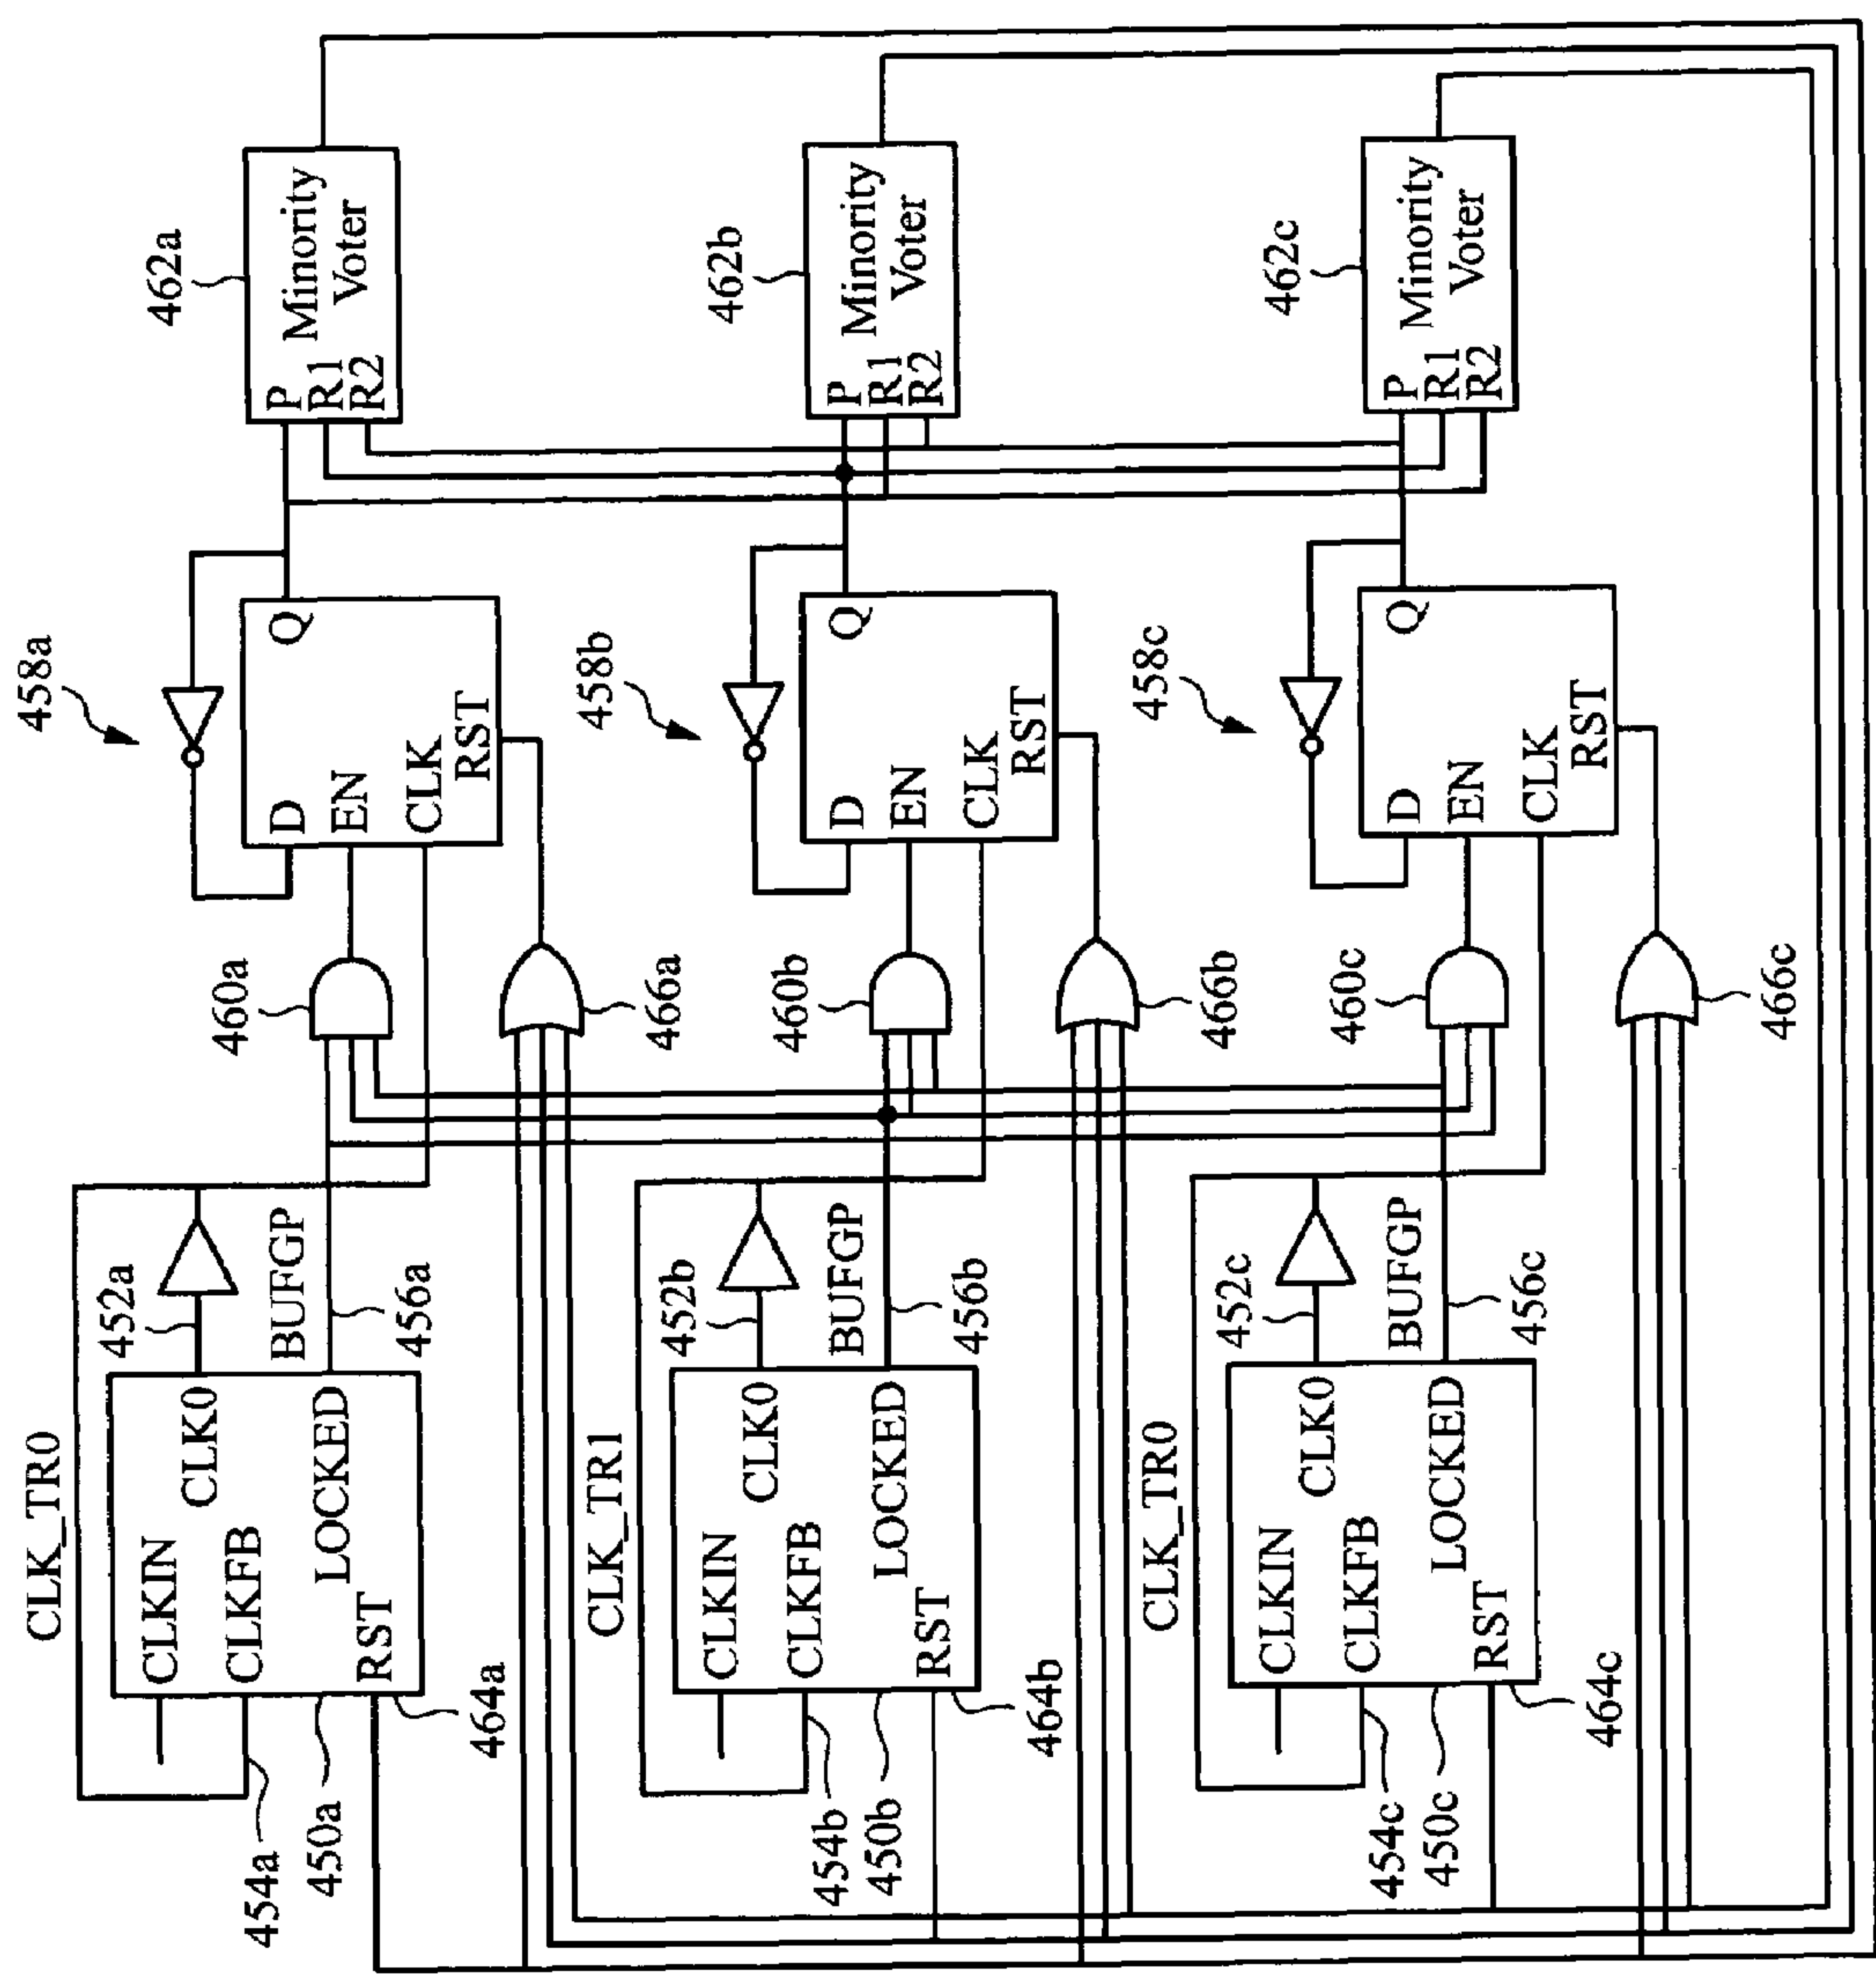 CLK_TR0
454a
450a
CLKIN
CLKFB
RST
464a
CLK0
LOCKED
452a
BUFGP
456a
460a
466a
458a
D
EN
CLK
RST
Q
462a
P
R1
R2
Minority
Voter
CLK_TR1
454b
450b
CLKIN
CLKFB
RST
464b
CLK0
LOCKED
452b
BUFGP
456b
460b
466b
458b
D
EN
CLK
RST
Q
462b
P
R1
R2
Minority
Voter
CLK_TR0
454c
450c
CLKIN
CLKFB
RST
464c
CLK0
LOCKED
452c
BUFGP
456c
460c
466c
458c
D
EN
CLK
RST
Q
462c
P
R1
R2
Minority
Voter